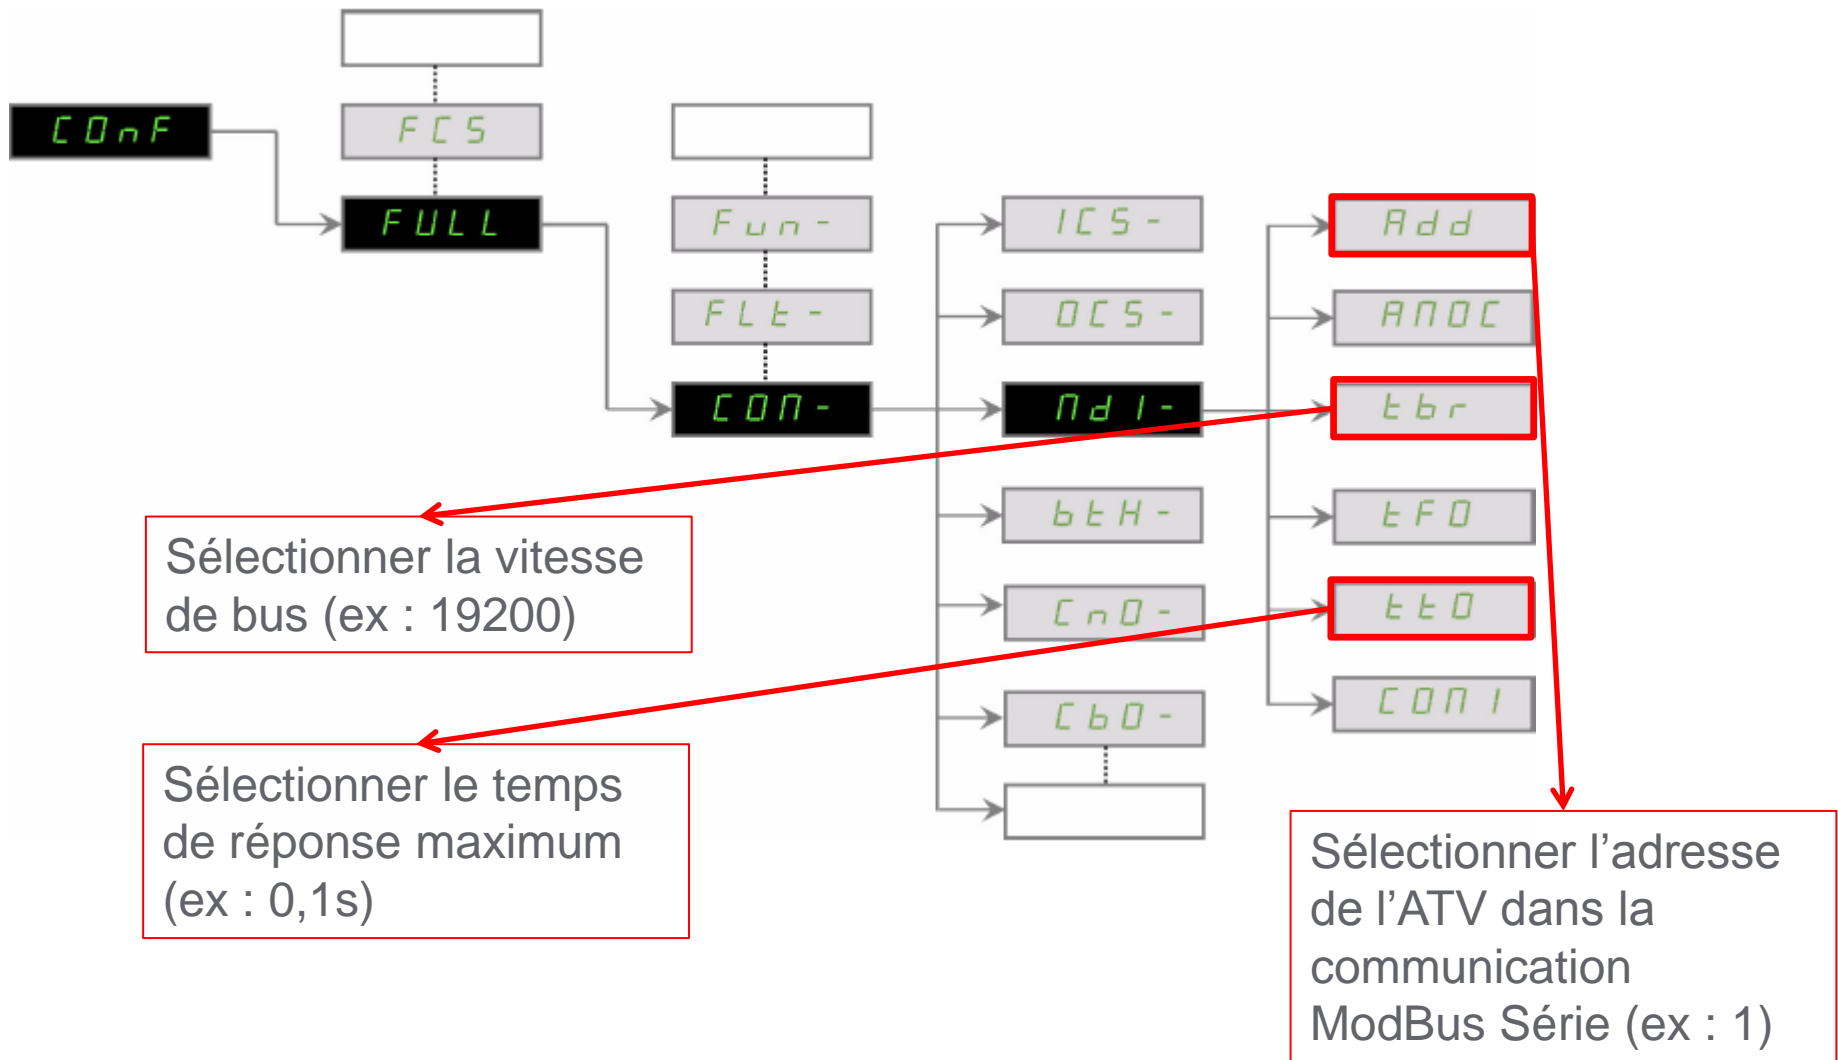 COnF
FCS
FULL
Fun-
FLt-
COM-
ICS-
OCS-
Md1-
btH-
CnO-
CbO-
Add
AMOC
tbr
tFO
ttO
COM1
Sélectionner la vitesse
de bus (ex : 19200)
Sélectionner le temps
de réponse maximum
(ex : 0,1s)
Sélectionner l’adresse
de l’ATV dans la
communication
ModBus Série (ex : 1)